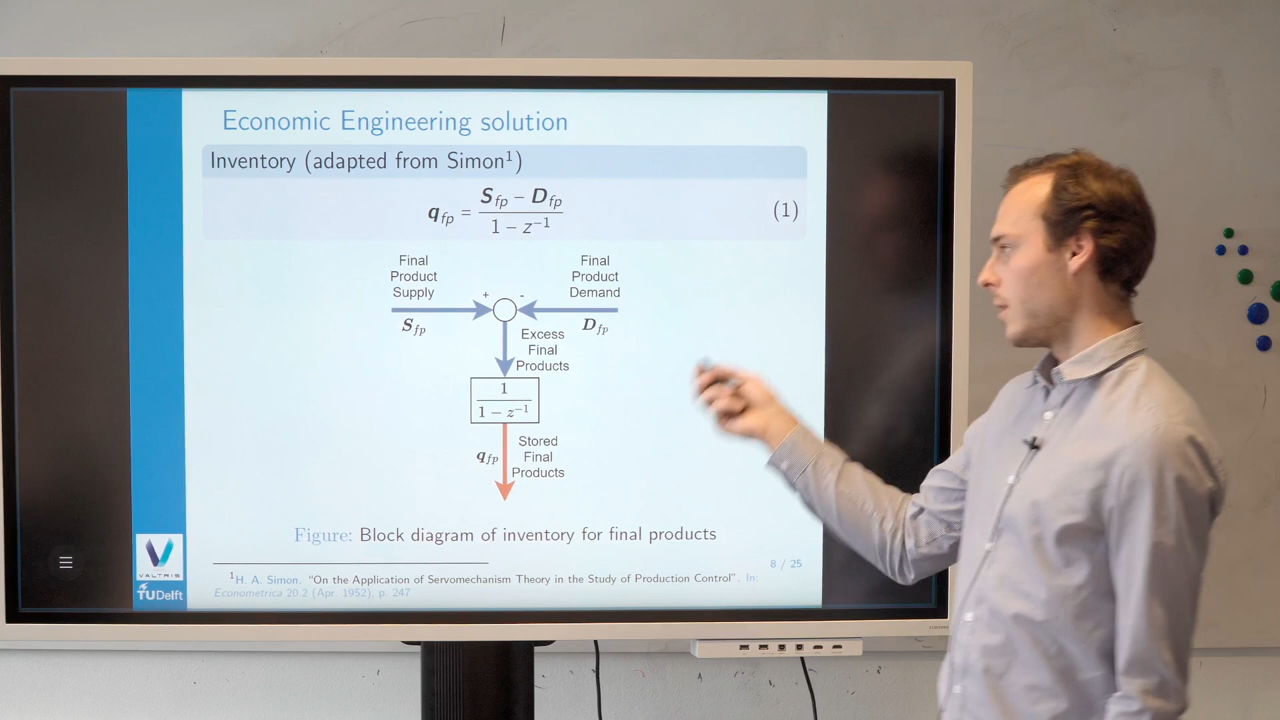 Economic Engineering solution
Inventory (adapted from Simon¹)
q_fp = (S_fp − D_fp) / (1 − z⁻¹) (1)
Final Product Supply
Final Product Demand
+ -
S_fp
D_fp
Excess Final Products
1 / (1 − z⁻¹)
q_fp
Stored Final Products
Figure: Block diagram of inventory for final products
8 / 25
¹H. A. Simon. “On the Application of Servomechanism Theory in the Study of Production Control”. In:
Econometrica 20.2 (Apr. 1952), p. 247
VALTRIS
TUDelft